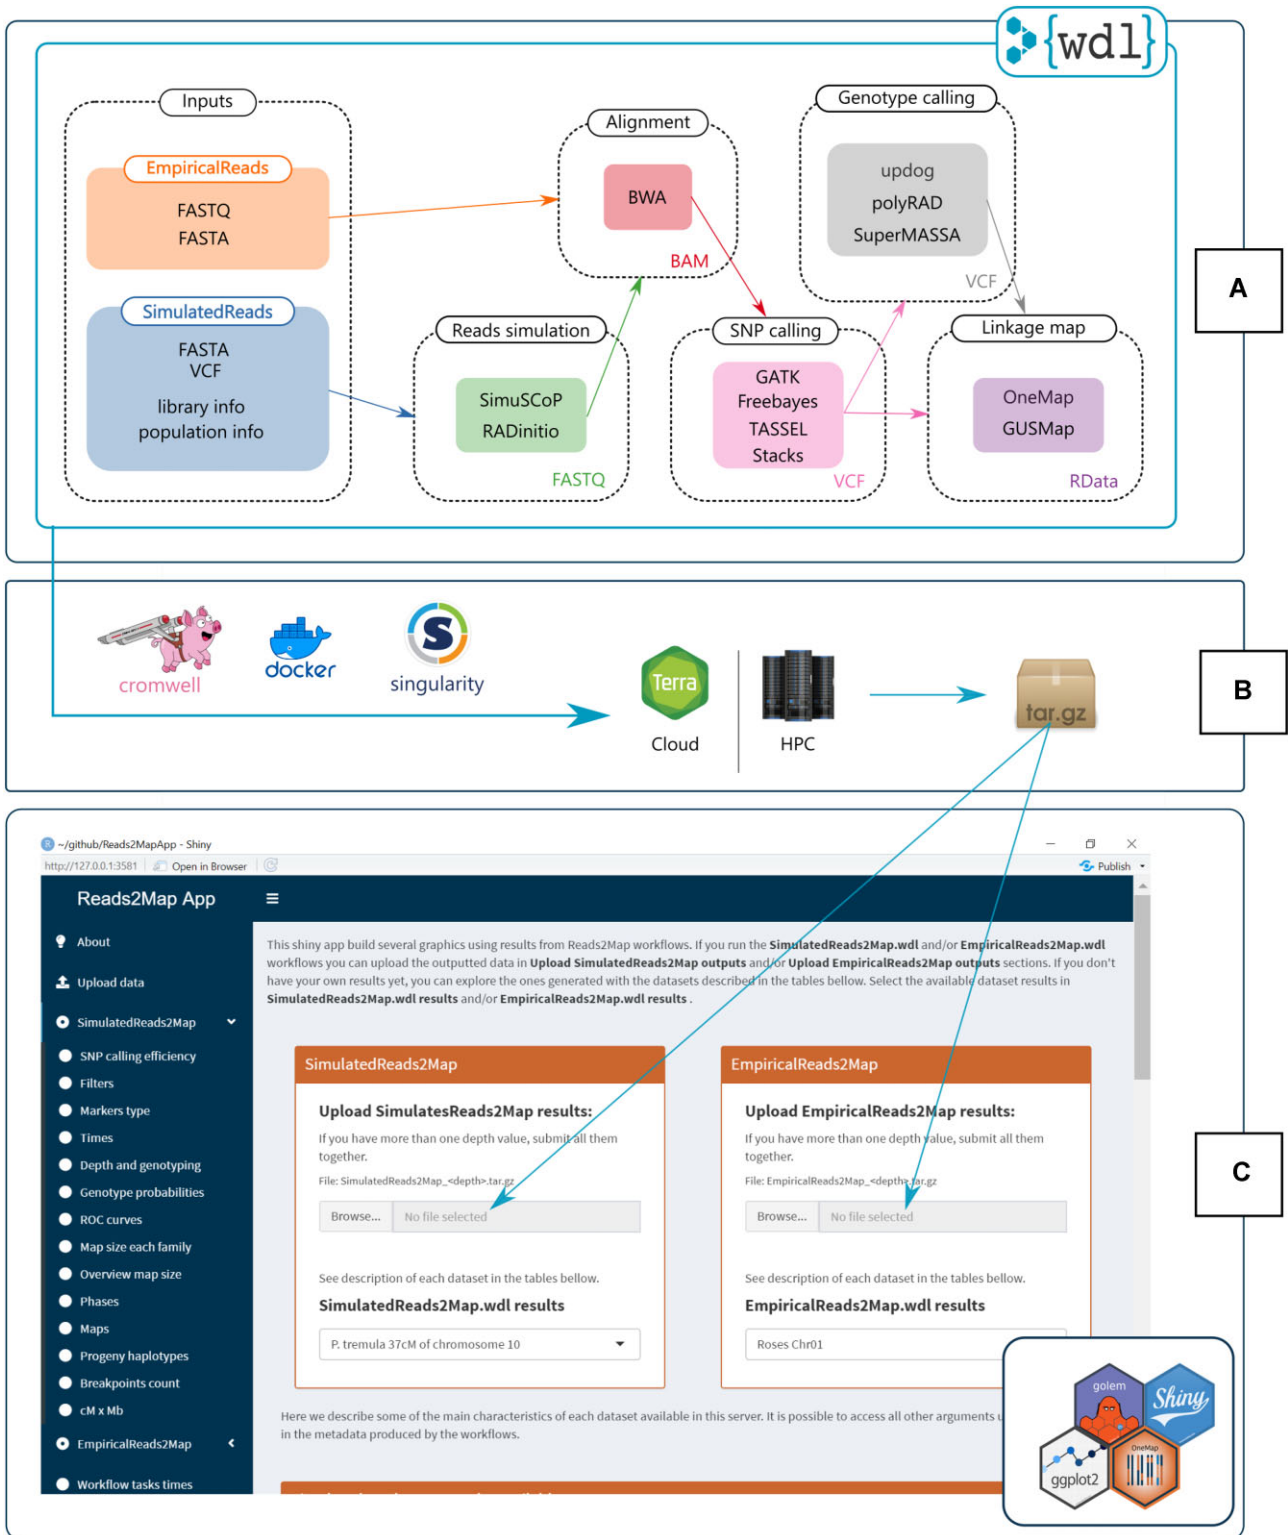 {wdl}
Inputs
EmpiricalReads
FASTQ
FASTA
SimulatedReads
FASTA
VCF
library info
population info
Alignment
BWA
BAM
Reads simulation
SimuSCoP
RADinitio
FASTQ
Genotype calling
updog
polyRAD
SuperMASSA
VCF
SNP calling
GATK
Freebayes
TASSEL
Stacks
VCF
Linkage map
OneMap
GUSMap
RData
A
cromwell
docker
S
singularity
Terra
Cloud
HPC
tar.gz
B
R ~/github/Reads2MapApp - Shiny
http://127.0.0.1:3581 Open in Browser
Publish
Reads2Map App
About
Upload data
SimulatedReads2Map
SNP calling efficiency
Filters
Markers type
Times
Depth and genotyping
Genotype probabilities
ROC curves
Map size each family
Overview map size
Phases
Maps
Progeny haplotypes
Breakpoints count
cM x Mb
EmpiricalReads2Map
Workflow tasks times
This shiny app build several graphics using results from Reads2Map workflows. If you run the SimulatedReads2Map.wdl and/or EmpiricalReads2Map.wdl
workflows you can upload the outputted data in Upload SimulatedReads2Map outputs and/or Upload EmpiricalReads2Map outputs sections. If you don't
have your own results yet, you can explore the ones generated with the datasets described in the tables bellow. Select the available dataset results in
SimulatedReads2Map.wdl results and/or EmpiricalReads2Map.wdl results .
SimulatedReads2Map
Upload SimulatesReads2Map results:
If you have more than one depth value, submit all them
together.
File: SimulatedReads2Map_<depth>.tar.gz
Browse... No file selected
See description of each dataset in the tables bellow.
SimulatedReads2Map.wdl results
P. tremula 37cM of chromosome 10
EmpiricalReads2Map
Upload EmpiricalReads2Map results:
If you have more than one depth value, submit all them
together.
File: EmpiricalReads2Map_<depth>.tar.gz
Browse... No file selected
See description of each dataset in the tables bellow.
EmpiricalReads2Map.wdl results
Roses Chr01
Here we describe some of the main characteristics of each dataset available in this server. It is possible to access all other arguments
in the metadata produced by the workflows.
golem
Shiny
ggplot2
OneMap
C